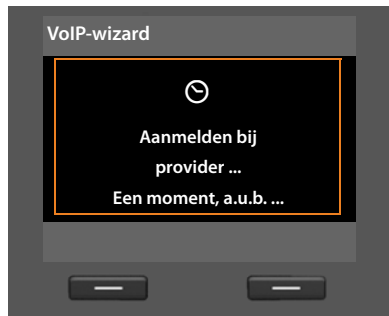 VoIP-wizard
Aanmelden bij
provider ...
Een moment, a.u.b. ...